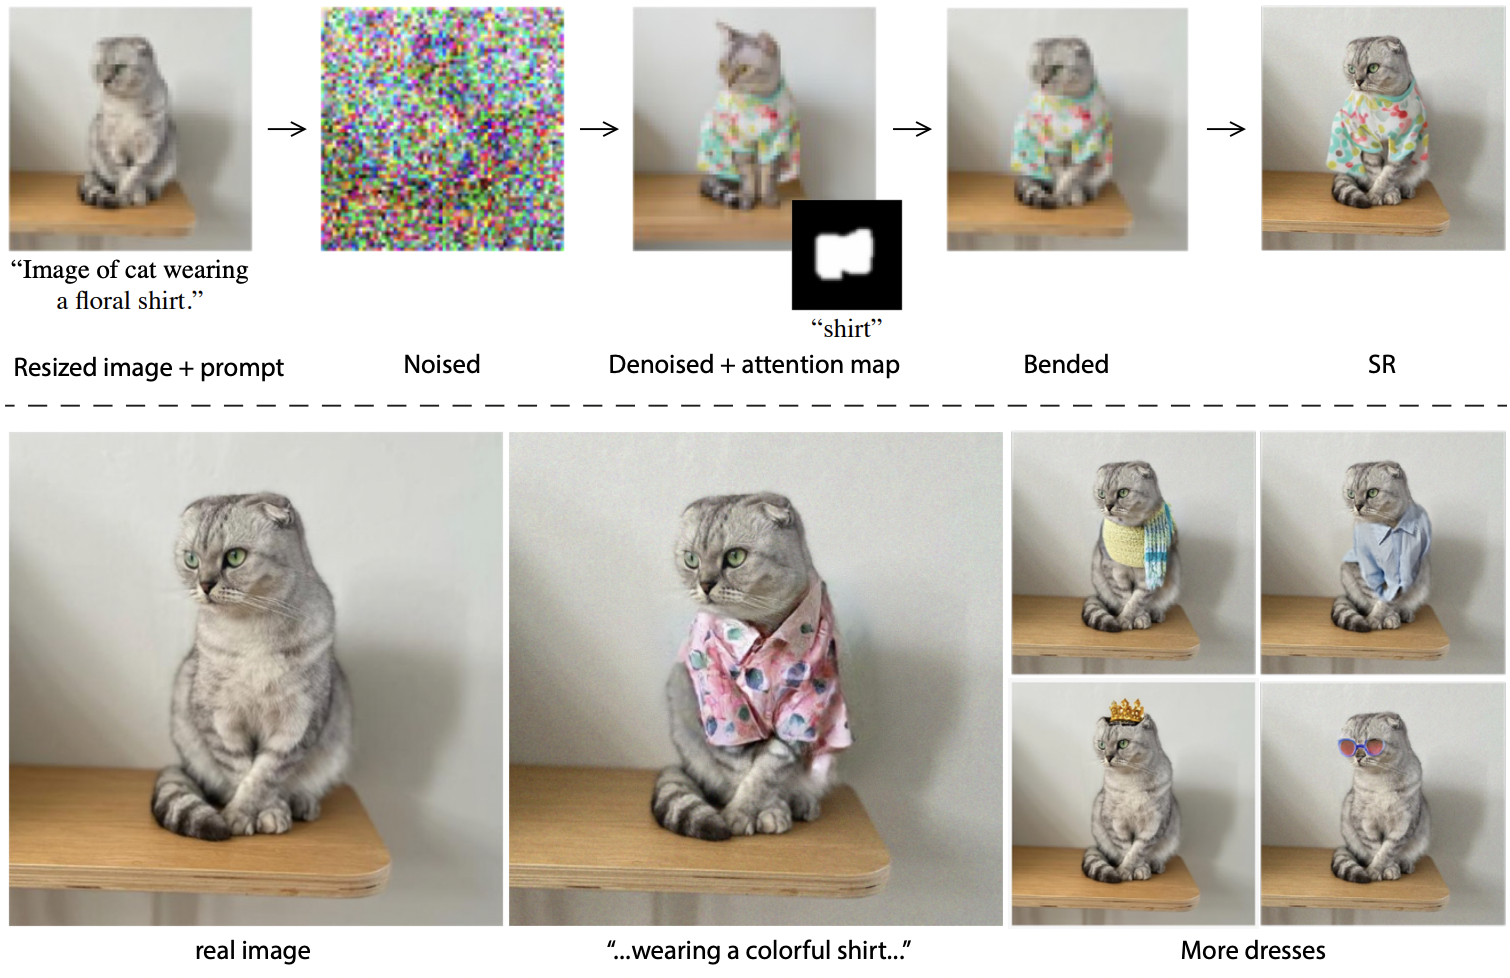 “Image of cat wearing
a floral shirt.”
“shirt”
Resized image + prompt
Noised
Denoised + attention map
Bended
SR
real image
“...wearing a colorful shirt...”
More dresses